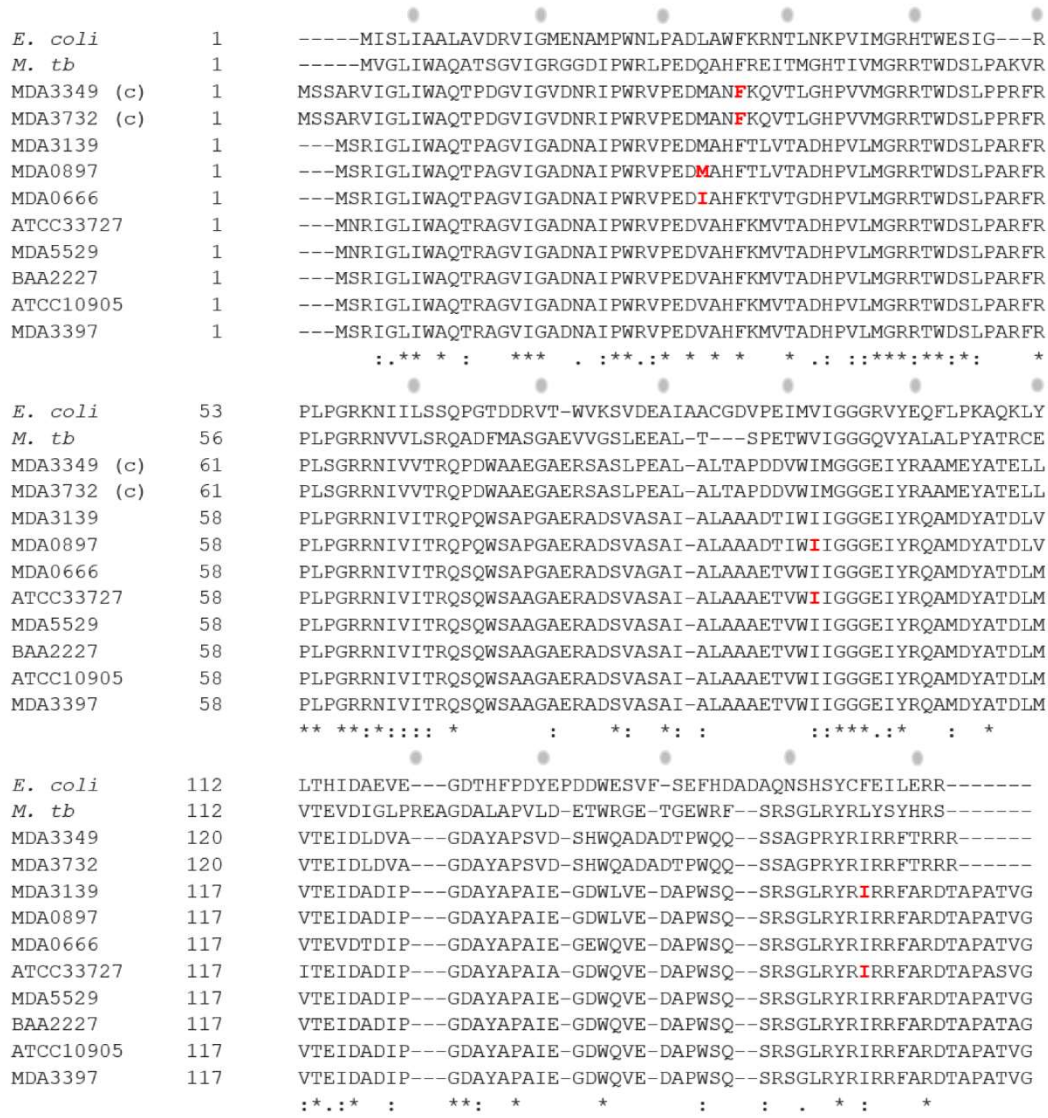 E. coli 1 -----MISLIAALAVDRVIGMENAMPWNLPADLAWFKRNTLNKPVIMGRHTWESIG---R
M. tb 1 -----MVGLIWAQATSGVIGRGGDIPWRLPEDQAHFREITMGHTIVMGRRTWDSLPAKVR
MDA3349 (c) 1 MSSARVIGLIWAQTPDGVIGVDNRIPWRVPEDMANFKQVTLGHPVVMGRRTWDSLPPRFR
MDA3732 (c) 1 MSSARVIGLIWAQTPDGVIGVDNRIPWRVPEDMANFKQVTLGHPVVMGRRTWDSLPPRFR
MDA3139 1 ---MSRIGLIWAQTPAGVIGADNAIPWRVPEDMAHFTLVTADHPVLMGRRTWDSLPARFR
MDA0897 1 ---MSRIGLIWAQTPAGVIGADNAIPWRVPEDMAHFTLVTADHPVLMGRRTWDSLPARFR
MDA0666 1 ---MSRIGLIWAQTPAGVIGADNAIPWRVPEDIAHFKTVTGDHPVLMGRRTWDSLPARFR
ATCC33727 1 ---MNRIGLIWAQTRAGVIGADNAIPWRVPEDVAHFKMVTADHPVLMGRRTWDSLPARFR
MDA5529 1 ---MNRIGLIWAQTRAGVIGADNAIPWRVPEDVAHFKMVTADHPVLMGRRTWDSLPARFR
BAA2227 1 ---MSRIGLIWAQTRAGVIGADNAIPWRVPEDVAHFKMVTADHPVLMGRRTWDSLPARFR
ATCC10905 1 ---MSRIGLIWAQTRAGVIGADNAIPWRVPEDVAHFKMVTADHPVLMGRRTWDSLPARFR
MDA3397 1 ---MSRIGLIWAQTRAGVIGADNAIPWRVPEDVAHFKMVTADHPVLMGRRTWDSLPARFR
:.** * : *** . :**.:* * * * * .: ::***:**:*: *
E. coli 53 PLPGRKNIILSSQPGTDDRVT-WVKSVDEAIAACGDVPEIMVIGGGRVYEQFLPKAQKLY
M. tb 56 PLPGRRNVVLSRQADFMASGAEVVGSLEEAL-T---SPETWVIGGGQVYALALPYATRCE
MDA3349 (c) 61 PLSGRRNIVVTRQPDWAAEGAERSASLPEAL-ALTAPDDVWIMGGGEIYRAAMEYATELL
MDA3732 (c) 61 PLSGRRNIVVTRQPDWAAEGAERSASLPEAL-ALTAPDDVWIMGGGEIYRAAMEYATELL
MDA3139 58 PLPGRRNIVITRQPQWSAPGAERADSVASAI-ALAAADTIWIIGGGEIYRQAMDYATDLV
MDA0897 58 PLPGRRNIVITRQPQWSAPGAERADSVASAI-ALAAADTIWIIGGGEIYRQAMDYATDLV
MDA0666 58 PLPGRRNIVITRQSQWSAPGAERADSVAGAI-ALAAAETVWIIGGGEIYRQAMDYATDLM
ATCC33727 58 PLPGRRNIVITRQSQWSAAGAERADSVASAI-ALAAAETVWIIGGGEIYRQAMDYATDLM
MDA5529 58 PLPGRRNIVITRQSQWSAAGAERADSVASAI-ALAAAETVWIIGGGEIYRQAMDYATDLM
BAA2227 58 PLPGRRNIVITRQSQWSAAGAERADSVASAI-ALAAAETVWIIGGGEIYRQAMDYATDLM
ATCC10905 58 PLPGRRNIVITRQSQWSAAGAERADSVASAI-ALAAAETVWIIGGGEIYRQAMDYATDLM
MDA3397 58 PLPGRRNIVITRQSQWSAAGAERADSVASAI-ALAAAETVWIIGGGEIYRQAMDYATDLM
** **:*:::: * : *: *: : ::***.:* : *
E. coli 112 LTHIDAEVE---GDTHFPDYEPDDWESVF-SEFHDADAQNSHSYCFEILERR-------
M. tb 112 VTEVDIGLPREAGDALAPVLD-ETWRGE-TGEWRF--SRSGLRYRLYSYHRS-------
MDA3349 120 VTEIDLDVA---GDAYAPSVD-SHWQADADTPWQQ--SSAGPRYRIRRFTRRR------
MDA3732 120 VTEIDLDVA---GDAYAPSVD-SHWQADADTPWQQ--SSAGPRYRIRRFTRRR------
MDA3139 117 VTEIDADIP---GDAYAPAIE-GDWLVE-DAPWSQ--SRSGLRYRIRRFARDTAPATVG
MDA0897 117 VTEIDADIP---GDAYAPAIE-GDWLVE-DAPWSQ--SRSGLRYRIRRFARDTAPATVG
MDA0666 117 VTEVDTDIP---GDAYAPAIE-GEWQVE-DAPWSQ--SRSGLRYRIRRFARDTAPATVG
ATCC33727 117 ITEIDADIP---GDAYAPAIA-GDWQVE-DAPWSQ--SRSGLRYRIRRFARDTAPASVG
MDA5529 117 VTEIDADIP---GDAYAPAIE-GDWQVE-DAPWSQ--SRSGLRYRIRRFARDTAPATVG
BAA2227 117 VTEIDADIP---GDAYAPAIE-GDWQVE-DAPWSQ--SRSGLRYRIRRFARDTAPATAG
ATCC10905 117 VTEIDADIP---GDAYAPAIE-GDWQVE-DAPWSQ--SRSGLRYRIRRFARDTAPATVG
MDA3397 117 VTEIDADIP---GDAYAPAIE-GDWQVE-DAPWSQ--SRSGLRYRIRRFARDTAPATVG
:*.:* : **: * * : : . * : *